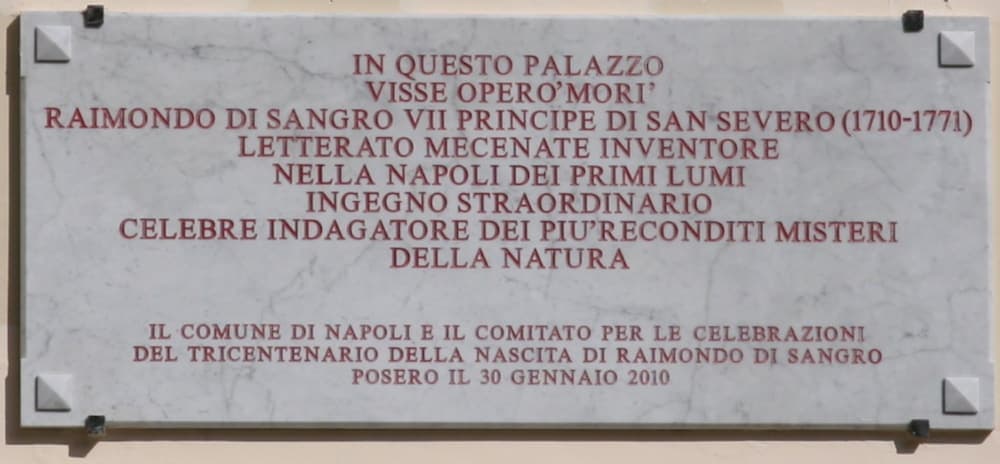 IN QUESTO PALAZZO
VISSE OPERO' MORI'
RAIMONDO DI SANGRO VII PRINCIPE DI SAN SEVERO (1710-1771)
LETTERATO MECENATE INVENTORE
NELLA NAPOLI DEI PRIMI LUMI
INGEGNO STRAORDINARIO
CELEBRE INDAGATORE DEI PIU' RECONDITI MISTERI
DELLA NATURA
IL COMUNE DI NAPOLI E IL COMITATO PER LE CELEBRAZIONI
DEL TRICENTENARIO DELLA NASCITA DI RAIMONDO DI SANGRO
POSERO IL 30 GENNAIO 2010